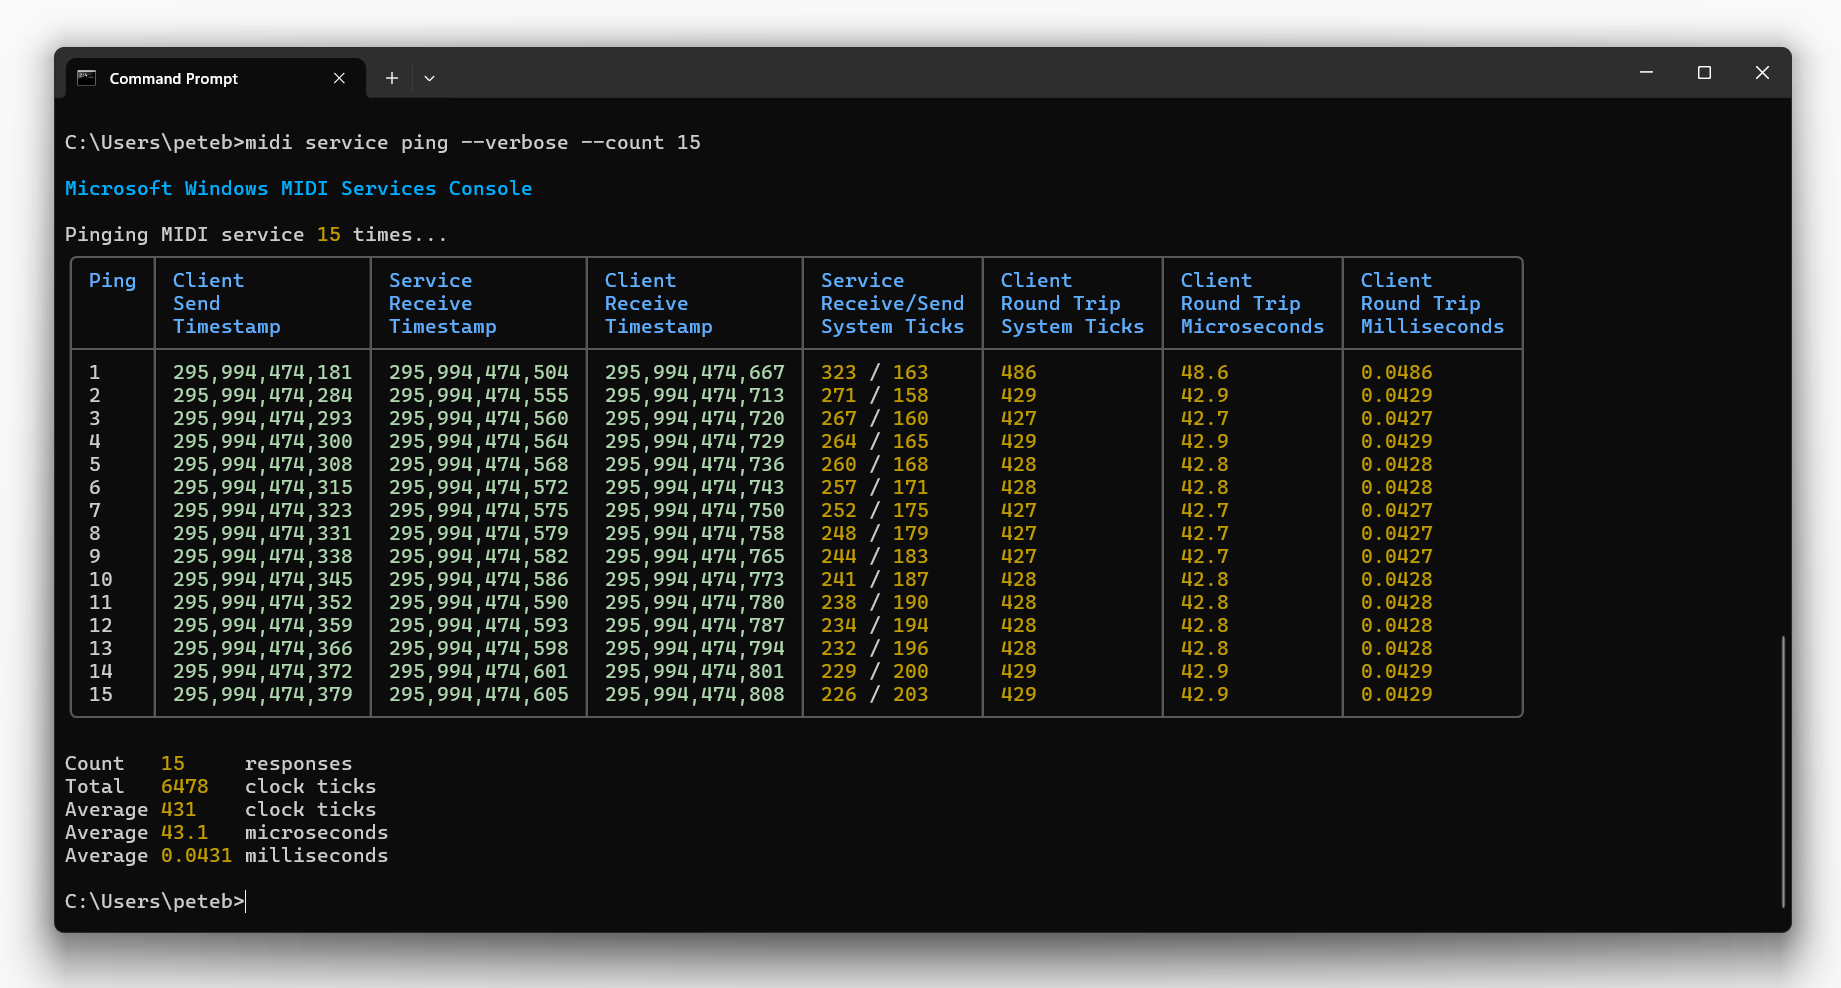 Command Prompt
C:\Users\peteb>midi service ping --verbose --count 15
Microsoft Windows MIDI Services Console
Pinging MIDI service 15 times...
Ping Client Service Client Service Client Client Client
Send Receive Receive Receive/Send Round Trip Round Trip Round Trip
Timestamp Timestamp Timestamp System Ticks System Ticks Microseconds Milliseconds
1 295,994,474,181 295,994,474,504 295,994,474,667 323 / 163 486 48.6 0.0486
2 295,994,474,284 295,994,474,555 295,994,474,713 271 / 158 429 42.9 0.0429
3 295,994,474,293 295,994,474,560 295,994,474,720 267 / 160 427 42.7 0.0427
4 295,994,474,300 295,994,474,564 295,994,474,729 264 / 165 429 42.9 0.0429
5 295,994,474,308 295,994,474,568 295,994,474,736 260 / 168 428 42.8 0.0428
6 295,994,474,315 295,994,474,572 295,994,474,743 257 / 171 428 42.8 0.0428
7 295,994,474,323 295,994,474,575 295,994,474,750 252 / 175 427 42.7 0.0427
8 295,994,474,331 295,994,474,579 295,994,474,758 248 / 179 427 42.7 0.0427
9 295,994,474,338 295,994,474,582 295,994,474,765 244 / 183 427 42.7 0.0427
10 295,994,474,345 295,994,474,586 295,994,474,773 241 / 187 428 42.8 0.0428
11 295,994,474,352 295,994,474,590 295,994,474,780 238 / 190 428 42.8 0.0428
12 295,994,474,359 295,994,474,593 295,994,474,787 234 / 194 428 42.8 0.0428
13 295,994,474,366 295,994,474,598 295,994,474,794 232 / 196 428 42.8 0.0428
14 295,994,474,372 295,994,474,601 295,994,474,801 229 / 200 429 42.9 0.0429
15 295,994,474,379 295,994,474,605 295,994,474,808 226 / 203 429 42.9 0.0429
Count 15 responses
Total 6478 clock ticks
Average 431 clock ticks
Average 43.1 microseconds
Average 0.0431 milliseconds
C:\Users\peteb>